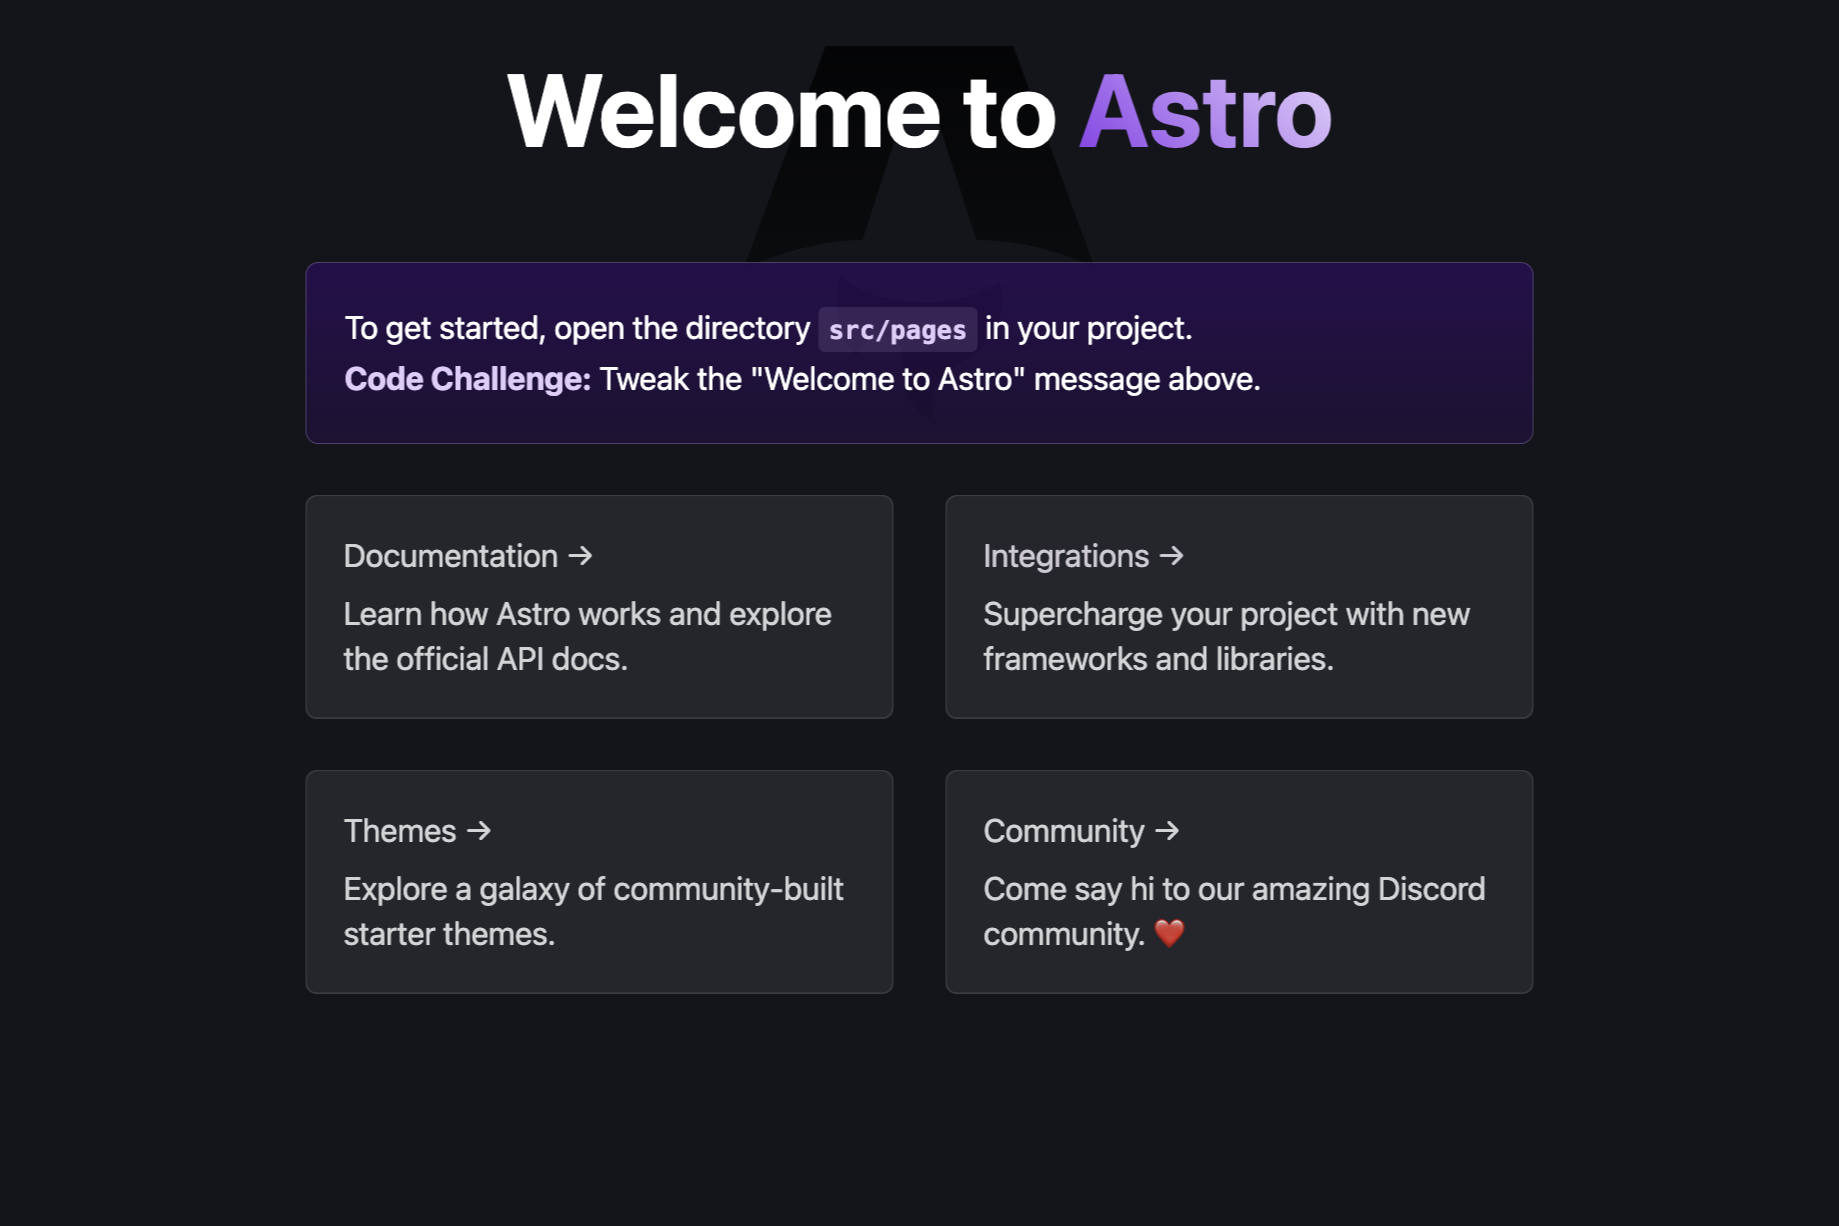 Welcome to Astro
To get started, open the directory src/pages in your project.
Code Challenge: Tweak the "Welcome to Astro" message above.
Documentation →
Learn how Astro works and explore
the official API docs.
Integrations →
Supercharge your project with new
frameworks and libraries.
Themes →
Explore a galaxy of community-built
starter themes.
Community →
Come say hi to our amazing Discord
community. ❤️